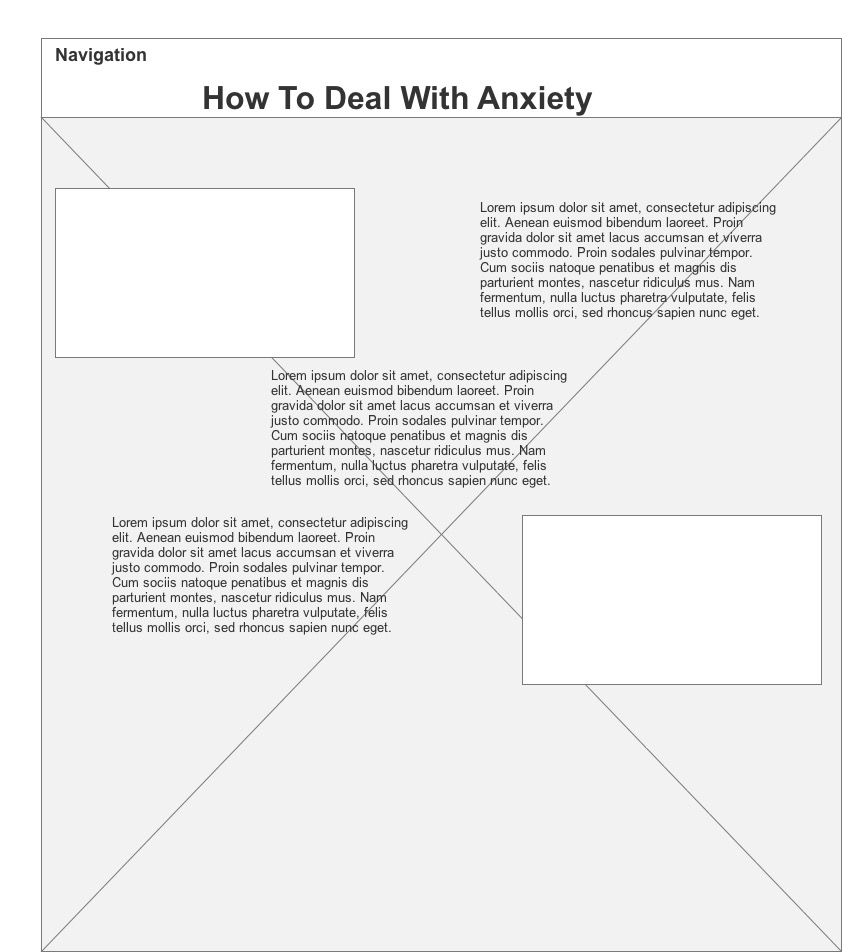 Navigation
How To Deal With Anxiety
Lorem ipsum dolor sit amet, consectetur adipiscing
elit. Aenean euismod bibendum laoreet. Proin
gravida dolor sit amet lacus accumsan et viverra
justo commodo. Proin sodales pulvinar tempor.
Cum sociis natoque penatibus et magnis dis
parturient montes, nascetur ridiculus mus. Nam
fermentum, nulla luctus pharetra vulputate, felis
tellus mollis orci, sed rhoncus sapien nunc eget.
Lorem ipsum dolor sit amet, consectetur adipiscing
elit. Aenean euismod bibendum laoreet. Proin
gravida dolor sit amet lacus accumsan et viverra
justo commodo. Proin sodales pulvinar tempor.
Cum sociis natoque penatibus et magnis dis
parturient montes, nascetur ridiculus mus. Nam
fermentum, nulla luctus pharetra vulputate, felis
tellus mollis orci, sed rhoncus sapien nunc eget.
Lorem ipsum dolor sit amet, consectetur adipiscing
elit. Aenean euismod bibendum laoreet. Proin
gravida dolor sit amet lacus accumsan et viverra
justo commodo. Proin sodales pulvinar tempor.
Cum sociis natoque penatibus et magnis dis
parturient montes, nascetur ridiculus mus. Nam
fermentum, nulla luctus pharetra vulputate, felis
tellus mollis orci, sed rhoncus sapien nunc eget.